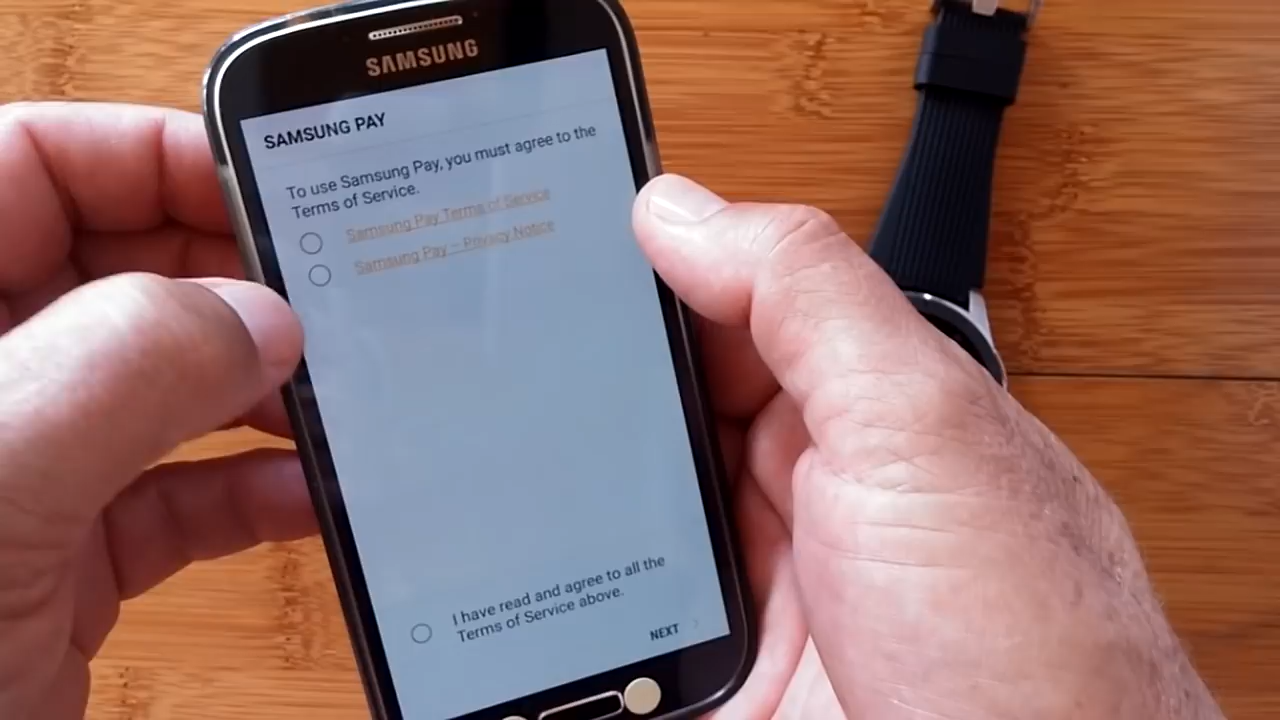 SAMSUNG
SAMSUNG PAY
To use Samsung Pay, you must agree to the
Terms of Service.
Samsung Pay Terms of Service
Samsung Pay – Privacy Notice
I have read and agree to all the
Terms of Service above.
NEXT